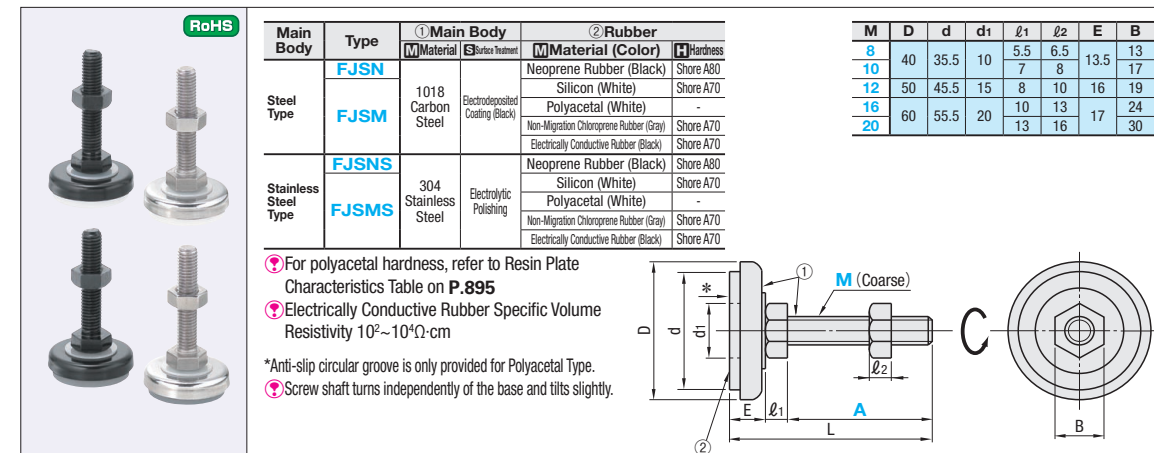 RoHS
Main Body Type ①Main Body ②Rubber
M Material S Surface Treatment M Material (Color) H Hardness
Steel Type FJSN 1018 Carbon Steel Electrodeposited Coating (Black) Neoprene Rubber (Black) Shore A80
FJSM Silicon (White) Shore A70
Polyacetal (White) -
Non-Migration Chloroprene Rubber (Gray) Shore A70
Electrically Conductive Rubber (Black) Shore A70
Stainless Steel Type FJSNS 304 Stainless Steel Electrolytic Polishing Neoprene Rubber (Black) Shore A80
FJSMS Silicon (White) Shore A70
Polyacetal (White) -
Non-Migration Chloroprene Rubber (Gray) Shore A70
Electrically Conductive Rubber (Black) Shore A70
M D d d1 ℓ1 ℓ2 E B
8 40 35.5 10 5.5 6.5 13.5 13
10 7 8 17
12 50 45.5 15 8 10 16 19
16 60 55.5 20 10 13 17 24
20 13 16 30
For polyacetal hardness, refer to Resin Plate
Characteristics Table on P.895
Electrically Conductive Rubber Specific Volume
Resistivity 10²~10⁴Ω·cm
*Anti-slip circular groove is only provided for Polyacetal Type.
Screw shaft turns independently of the base and tilts slightly.
①
M (Coarse)
*
D
d
d1
ℓ2
E
ℓ1
A
L
②
B